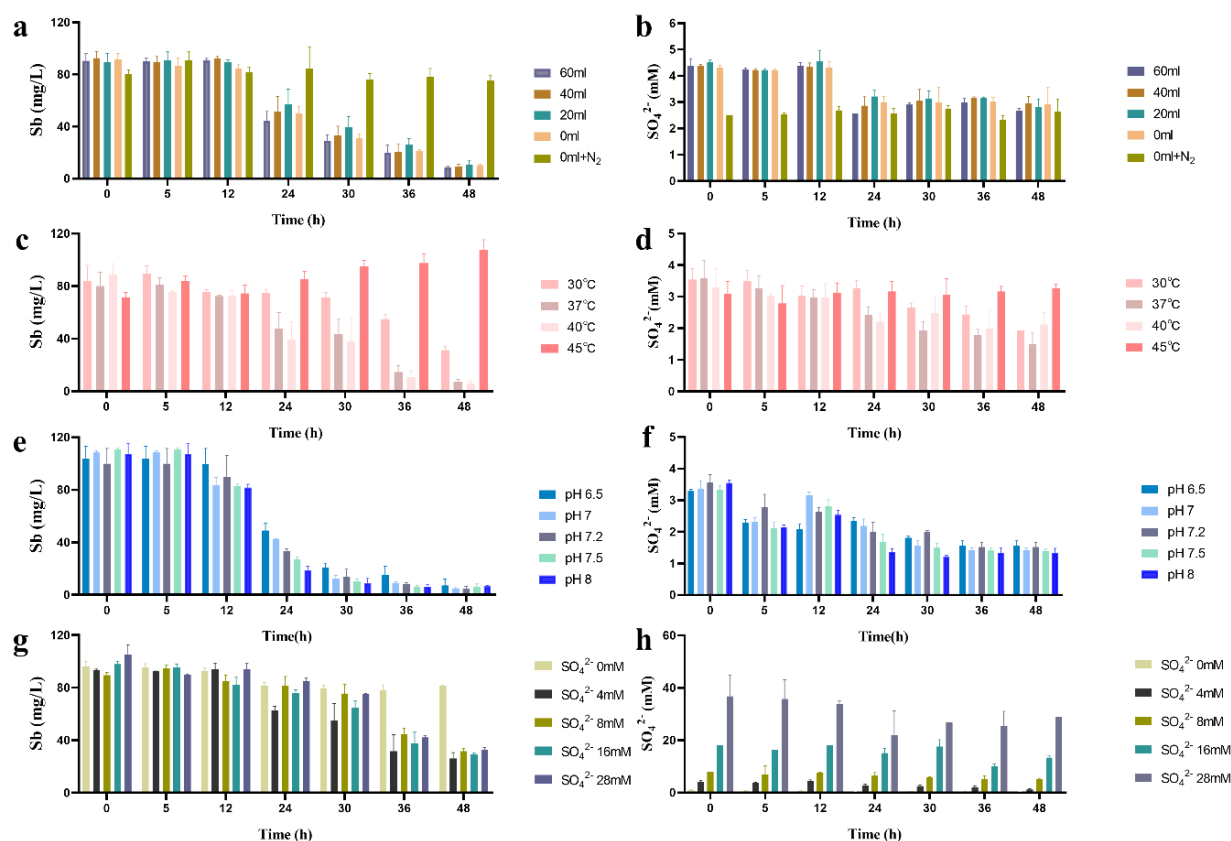 a
Sb (mg/L)
120
80
40
0
0 5 12 24 30 36 48
Time (h)
60ml
40ml
20ml
0ml
0ml+N₂
b
SO₄²⁻ (mM)
6
5
4
3
2
1
0
0 5 12 24 30 36 48
Time (h)
60ml
40ml
20ml
0ml
0ml+N₂
c
Sb (mg/L)
120
80
40
0
0 5 12 24 30 36 48
Time (h)
30°C
37°C
40°C
45°C
d
SO₄²⁻(mM)
5
4
3
2
1
0
0 5 12 24 30 36 48
Time (h)
30°C
37°C
40°C
45°C
e
Sb (mg/L)
120
80
40
0
0 5 12 24 30 36 48
Time(h)
pH 6.5
pH 7
pH 7.2
pH 7.5
pH 8
f
SO₄²⁻ (mM)
5
4
3
2
1
0
0 5 12 24 30 36 48
Time(h)
pH 6.5
pH 7
pH 7.2
pH 7.5
pH 8
g
Sb (mg/L)
120
80
40
0
0 5 12 24 30 36 48
Time (h)
SO₄²⁻ 0mM
SO₄²⁻ 4mM
SO₄²⁻ 8mM
SO₄²⁻ 16mM
SO₄²⁻ 28mM
h
SO₄²⁻ (mM)
60
40
20
0
0 5 12 24 30 36 48
Time (h)
SO₄²⁻ 0mM
SO₄²⁻ 4mM
SO₄²⁻ 8mM
SO₄²⁻ 16mM
SO₄²⁻ 28mM